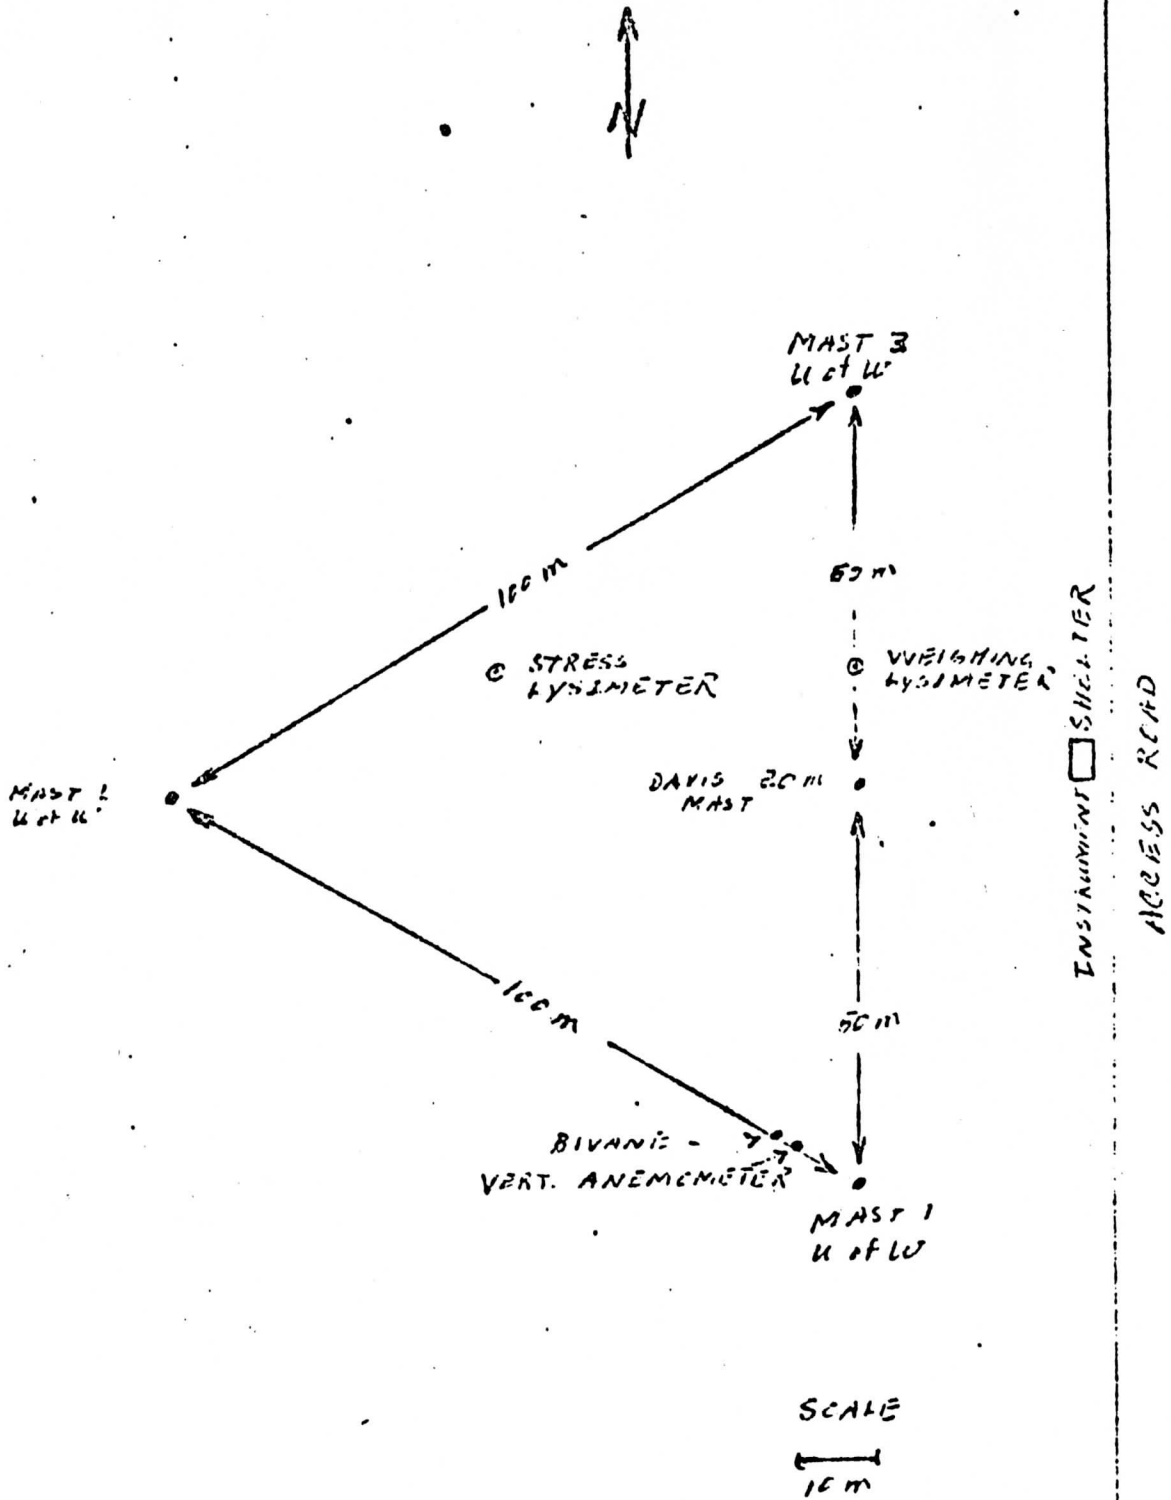 N
MAST 3
U of W
100 m
50 m
STRESS
LYSIMETER
WEIGHING
LYSIMETER
INSTRUMENT SHELTER
ACCESS ROAD
MAST
U of W
DAVIS 20 m
MAST
100 m
50 m
BIVANE -
VERT. ANEMOMETER
MAST 1
U of W
SCALE
10 m